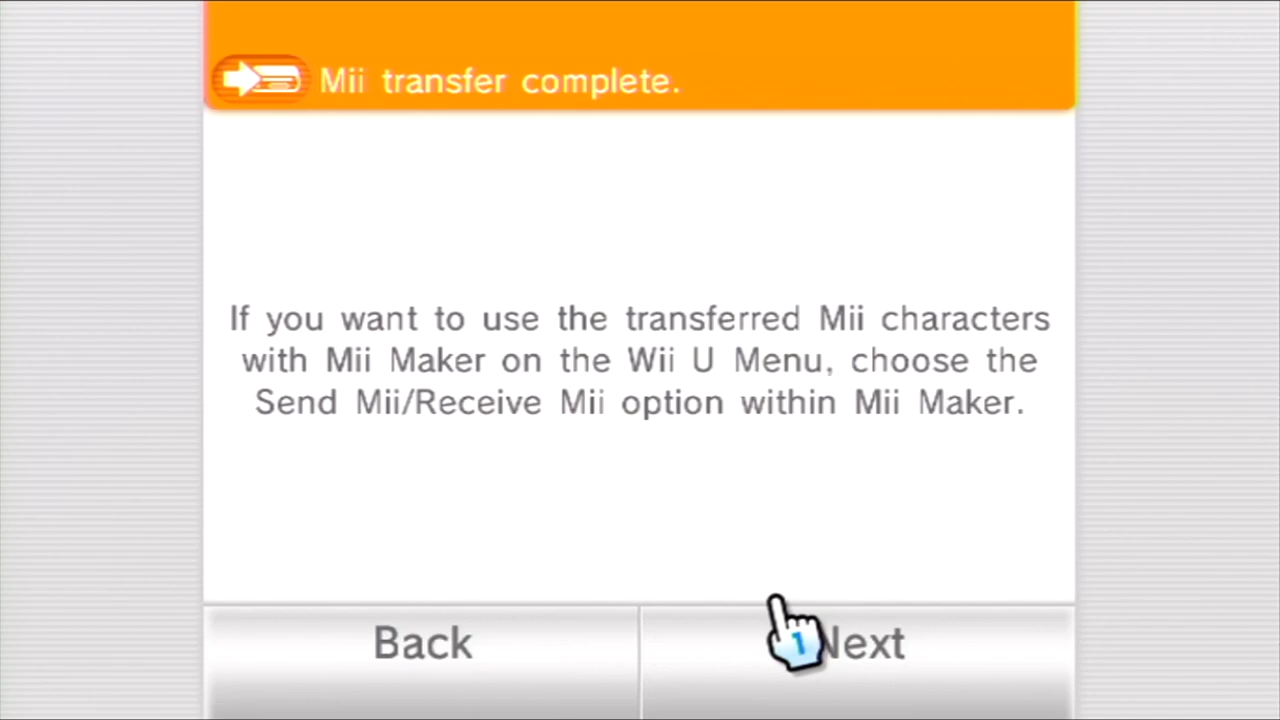 Mii transfer complete.
If you want to use the transferred Mii characters
with Mii Maker on the Wii U Menu, choose the
Send Mii/Receive Mii option within Mii Maker.
Back
1
Next